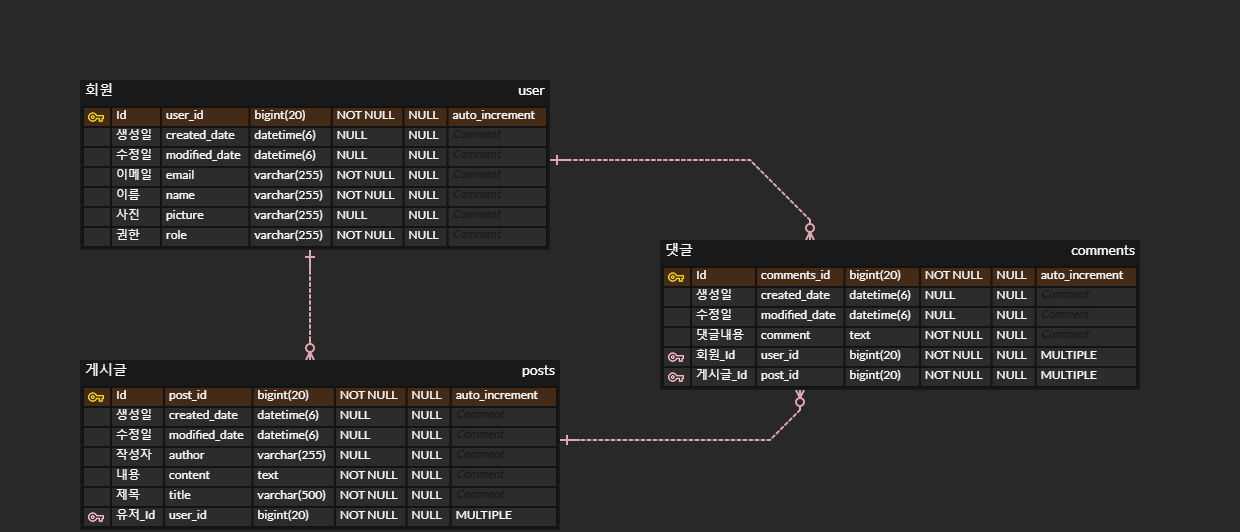 회원 user
Id user_id bigint(20) NOT NULL NULL auto_increment
생성일 created_date datetime(6) NULL NULL Comment
수정일 modified_date datetime(6) NULL NULL Comment
이메일 email varchar(255) NOT NULL NULL Comment
이름 name varchar(255) NOT NULL NULL Comment
사진 picture varchar(255) NULL NULL Comment
권한 role varchar(255) NOT NULL NULL Comment
댓글 comments
Id comments_id bigint(20) NOT NULL NULL auto_increment
생성일 created_date datetime(6) NULL NULL Comment
수정일 modified_date datetime(6) NULL NULL Comment
댓글내용 comment text NOT NULL NULL Comment
회원_Id user_id bigint(20) NOT NULL NULL MULTIPLE
게시글_Id post_id bigint(20) NOT NULL NULL MULTIPLE
게시글 posts
Id post_id bigint(20) NOT NULL NULL auto_increment
생성일 created_date datetime(6) NULL NULL Comment
수정일 modified_date datetime(6) NULL NULL Comment
작성자 author varchar(255) NULL NULL Comment
내용 content text NOT NULL NULL Comment
제목 title varchar(500) NOT NULL NULL Comment
유저_Id user_id bigint(20) NOT NULL NULL MULTIPLE